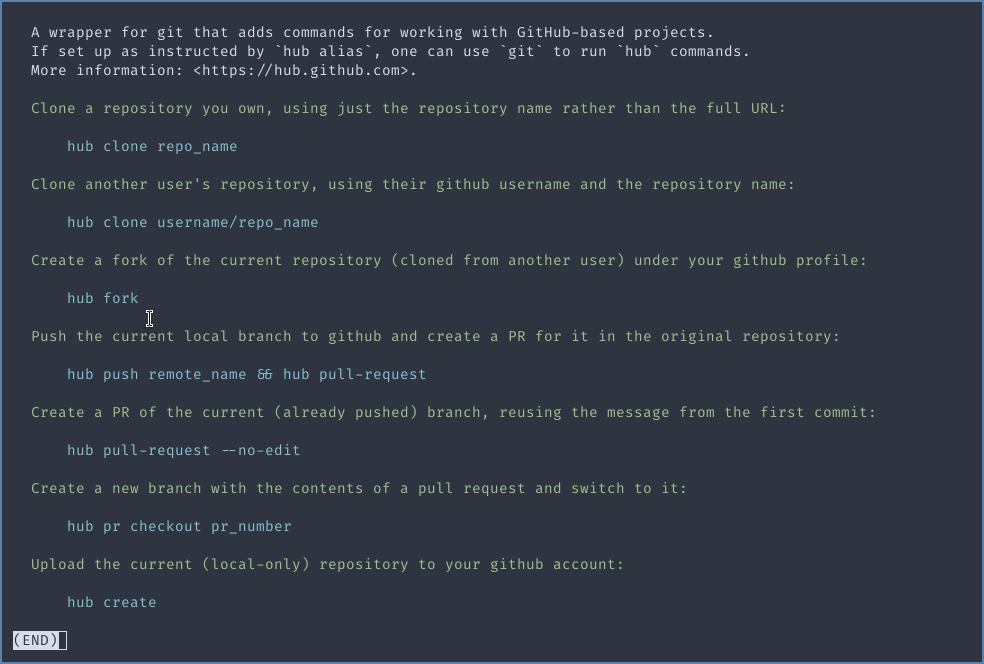 A wrapper for git that adds commands for working with GitHub-based projects.
If set up as instructed by `hub alias`, one can use `git` to run `hub` commands.
More information: <https://hub.github.com>.
Clone a repository you own, using just the repository name rather than the full URL:
hub clone repo_name
Clone another user's repository, using their github username and the repository name:
hub clone username/repo_name
Create a fork of the current repository (cloned from another user) under your github profile:
hub fork
Push the current local branch to github and create a PR for it in the original repository:
hub push remote_name && hub pull-request
Create a PR of the current (already pushed) branch, reusing the message from the first commit:
hub pull-request --no-edit
Create a new branch with the contents of a pull request and switch to it:
hub pr checkout pr_number
Upload the current (local-only) repository to your github account:
hub create
(END)